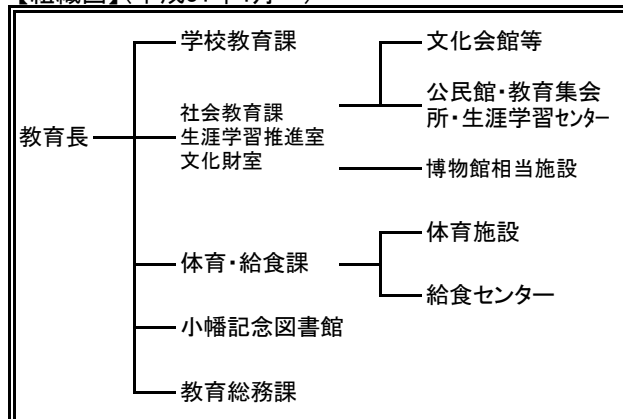 教育長
学校教育課
社会教育課
生涯学習推進室
文化財室
文化会館等
公民館・教育集会
所・生涯学習センター
博物館相当施設
体育・給食課
体育施設
給食センター
小幡記念図書館
教育総務課